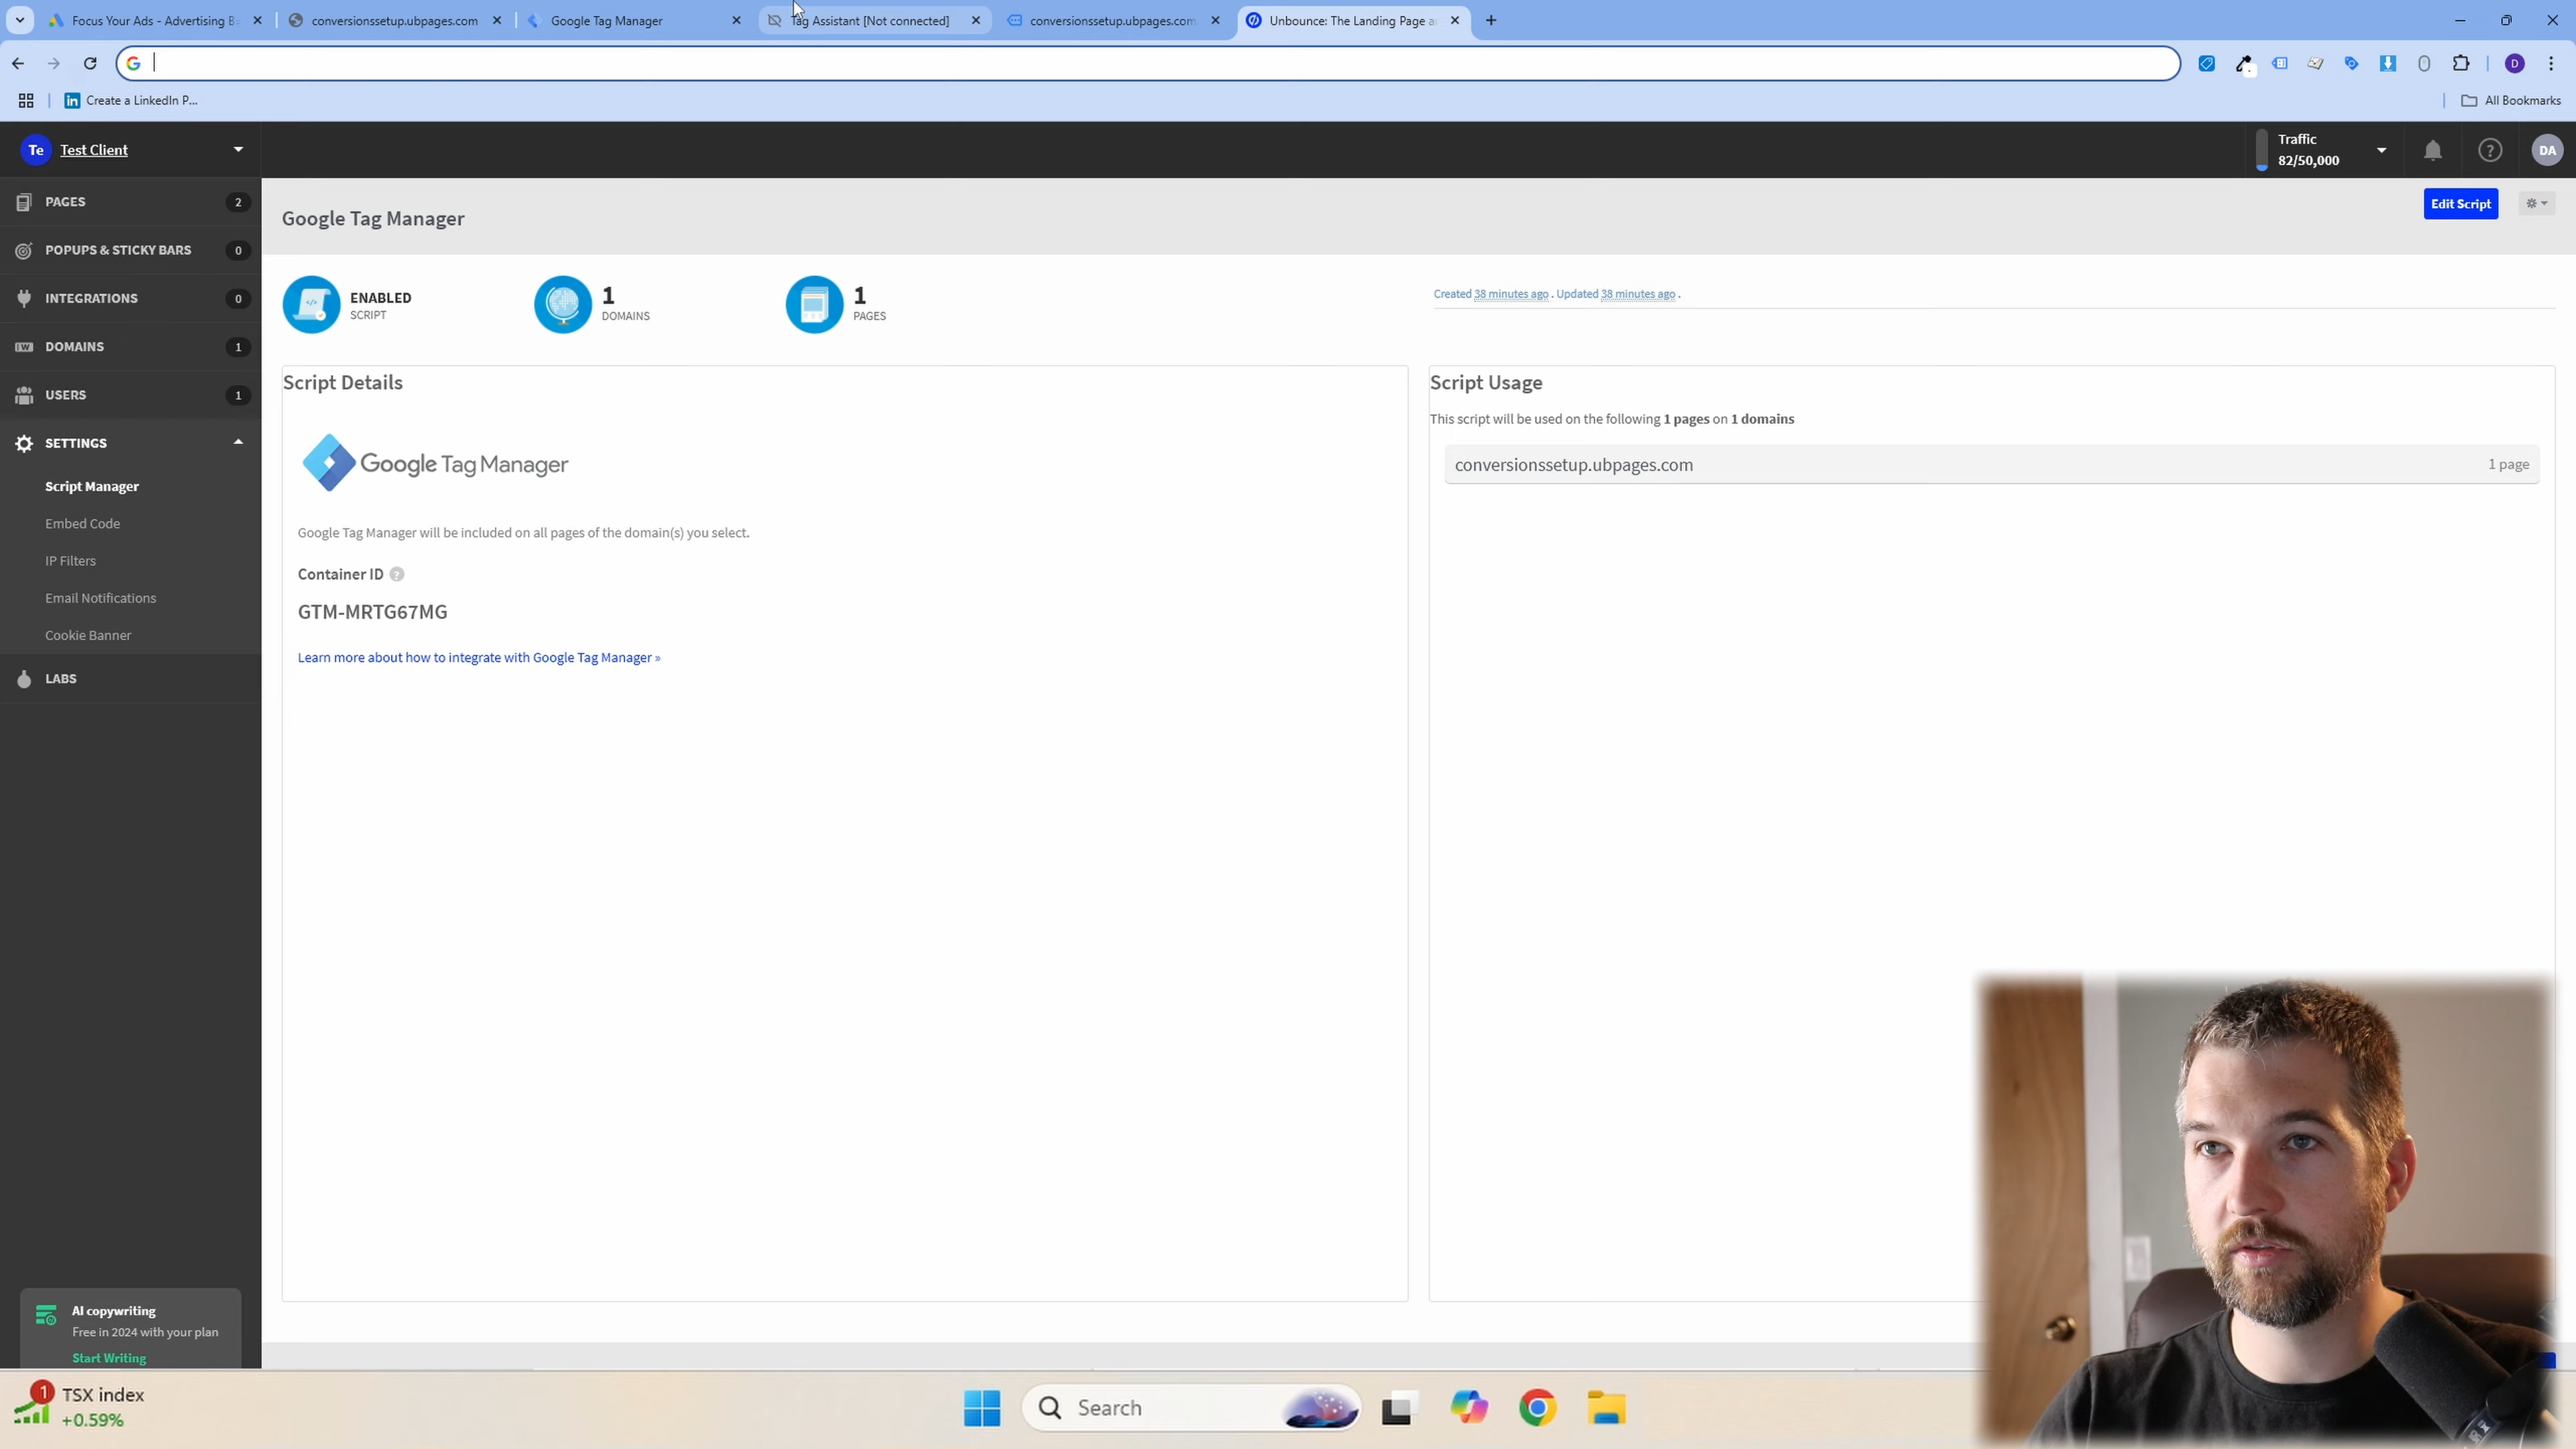 Focus Your Ads - Advertising B
conversionssetup.ubpages.com
Google Tag Manager
Tag Assistant [Not connected]
conversionssetup.ubpages.com
Unbounce: The Landing Page a
Create a LinkedIn P...
All Bookmarks
Te
Test Client
Traffic
82/50,000
DA
PAGES
2
POPUPS & STICKY BARS
0
INTEGRATIONS
0
DOMAINS
1
USERS
1
SETTINGS
Script Manager
Embed Code
IP Filters
Email Notifications
Cookie Banner
LABS
AI copywriting
Free in 2024 with your plan
Start Writing
Google Tag Manager
Edit Script
ENABLED
SCRIPT
1
DOMAINS
1
PAGES
Created 38 minutes ago . Updated 38 minutes ago .
Script Details
Google Tag Manager
Google Tag Manager will be included on all pages of the domain(s) you select.
Container ID
GTM-MRTG67MG
Learn more about how to integrate with Google Tag Manager »
Script Usage
This script will be used on the following 1 pages on 1 domains
conversionssetup.ubpages.com
1 page
1
TSX index
+0.59%
Search